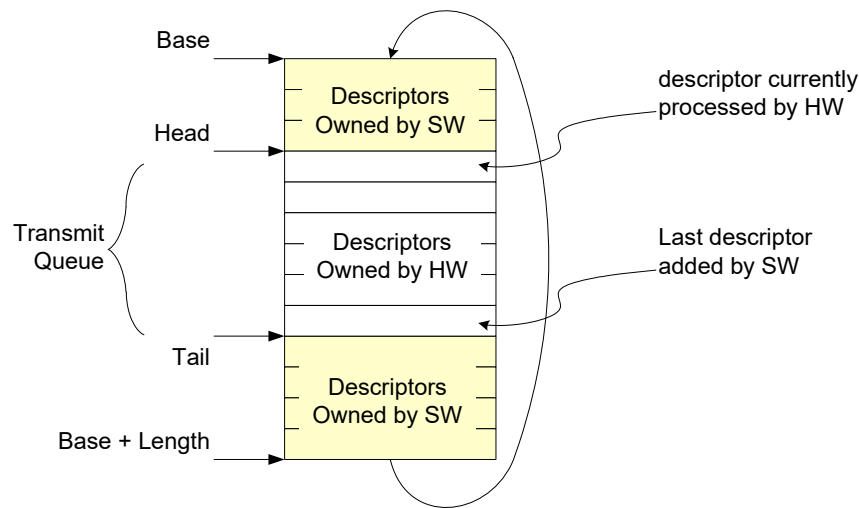 Base
Descriptors
Owned by SW
descriptor currently
processed by HW
Head
Transmit
Queue
Descriptors
Owned by HW
Last descriptor
added by SW
Tail
Descriptors
Owned by SW
Base + Length